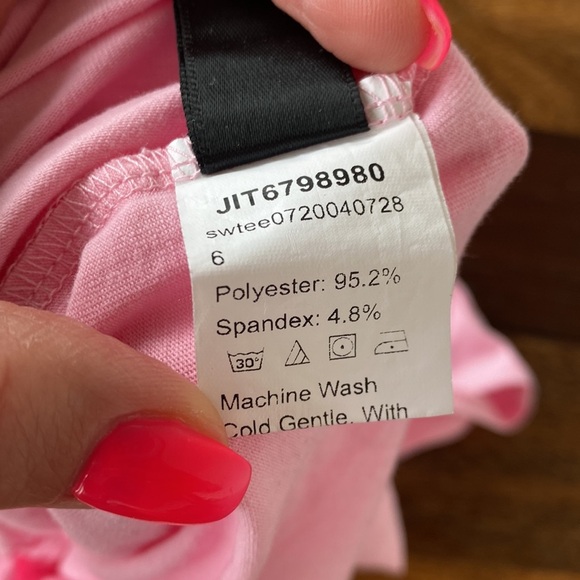 JIT6798980
swtee0720040728
6
Polyester: 95.2%
Spandex: 4.8%
30°
Machine Wash
Cold Gentle. With